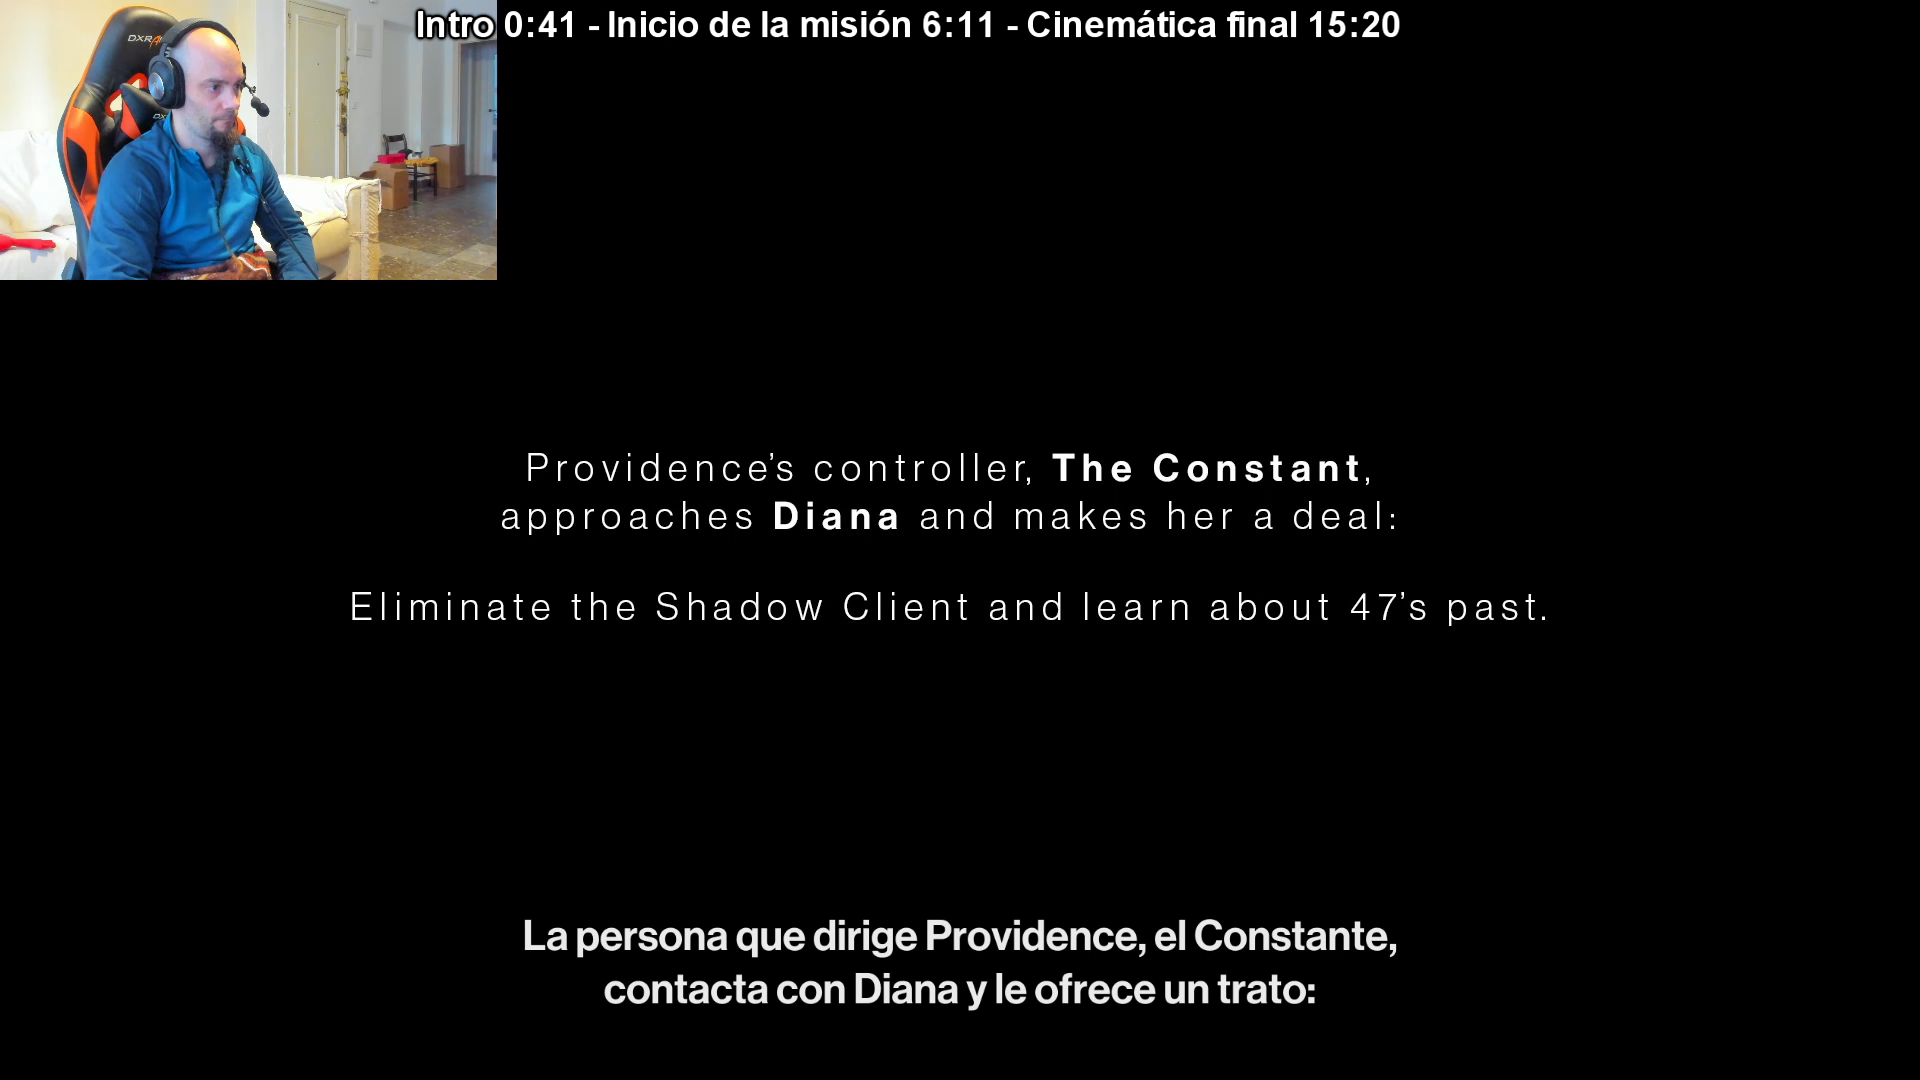 Intro 0:41 - Inicio de la misión 6:11 - Cinemática final 15:20
Providence's controller, The Constant,
approaches Diana and makes her a deal:
Eliminate the Shadow Client and learn about 47's past.
La persona que dirige Providence, el Constante,
contacta con Diana y le ofrece un trato: